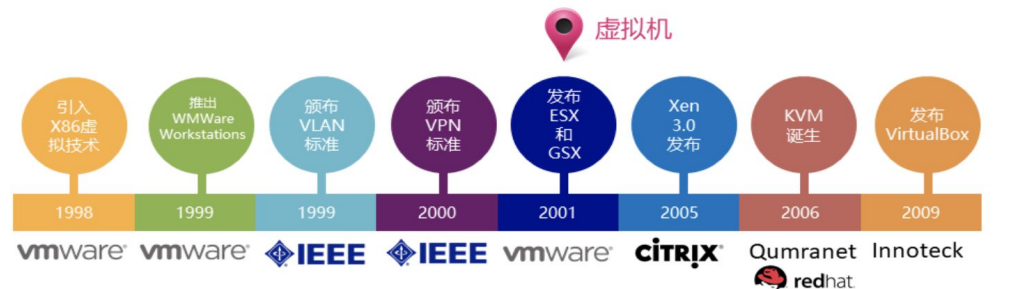 虚拟机
引入
X86虚
拟技术
推出
WMWare
Workstations
颁布
VLAN
标准
颁布
VPN
标准
发布
ESX
和
GSX
Xen
3.0
发布
KVM
诞生
发布
VirtualBox
1998
1999
1999
2000
2001
2005
2006
2009
vmware
vmware
IEEE
IEEE
vmware
CİTRIX
Qumranet
Innoteck
redhat.